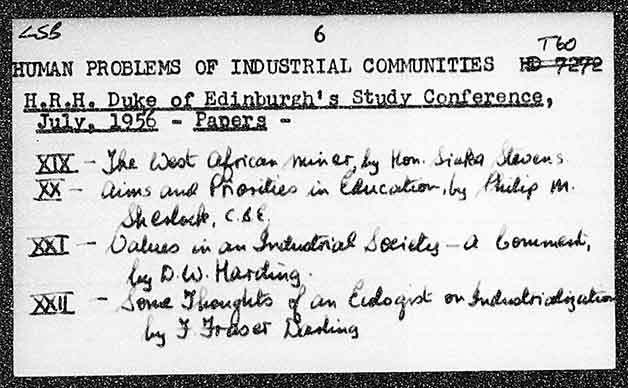 LSB
6
T60
HUMAN PROBLEMS OF INDUSTRIAL COMMUNITIES HD 7272
H.R.H. Duke of Edinburgh's Study Conference,
July, 1956 - Papers -
XIX - The West African miner, by Hon. Siaka Stevens
XX - Aims and Priorities in Education, by Philip M.
Sherlock, C.B.E.
XXI - Values in an Industrial Society - a Comment,
by D.W. Harding.
XXII - Some Thoughts of an Ecologist on Industrialization
by F Fraser Darling